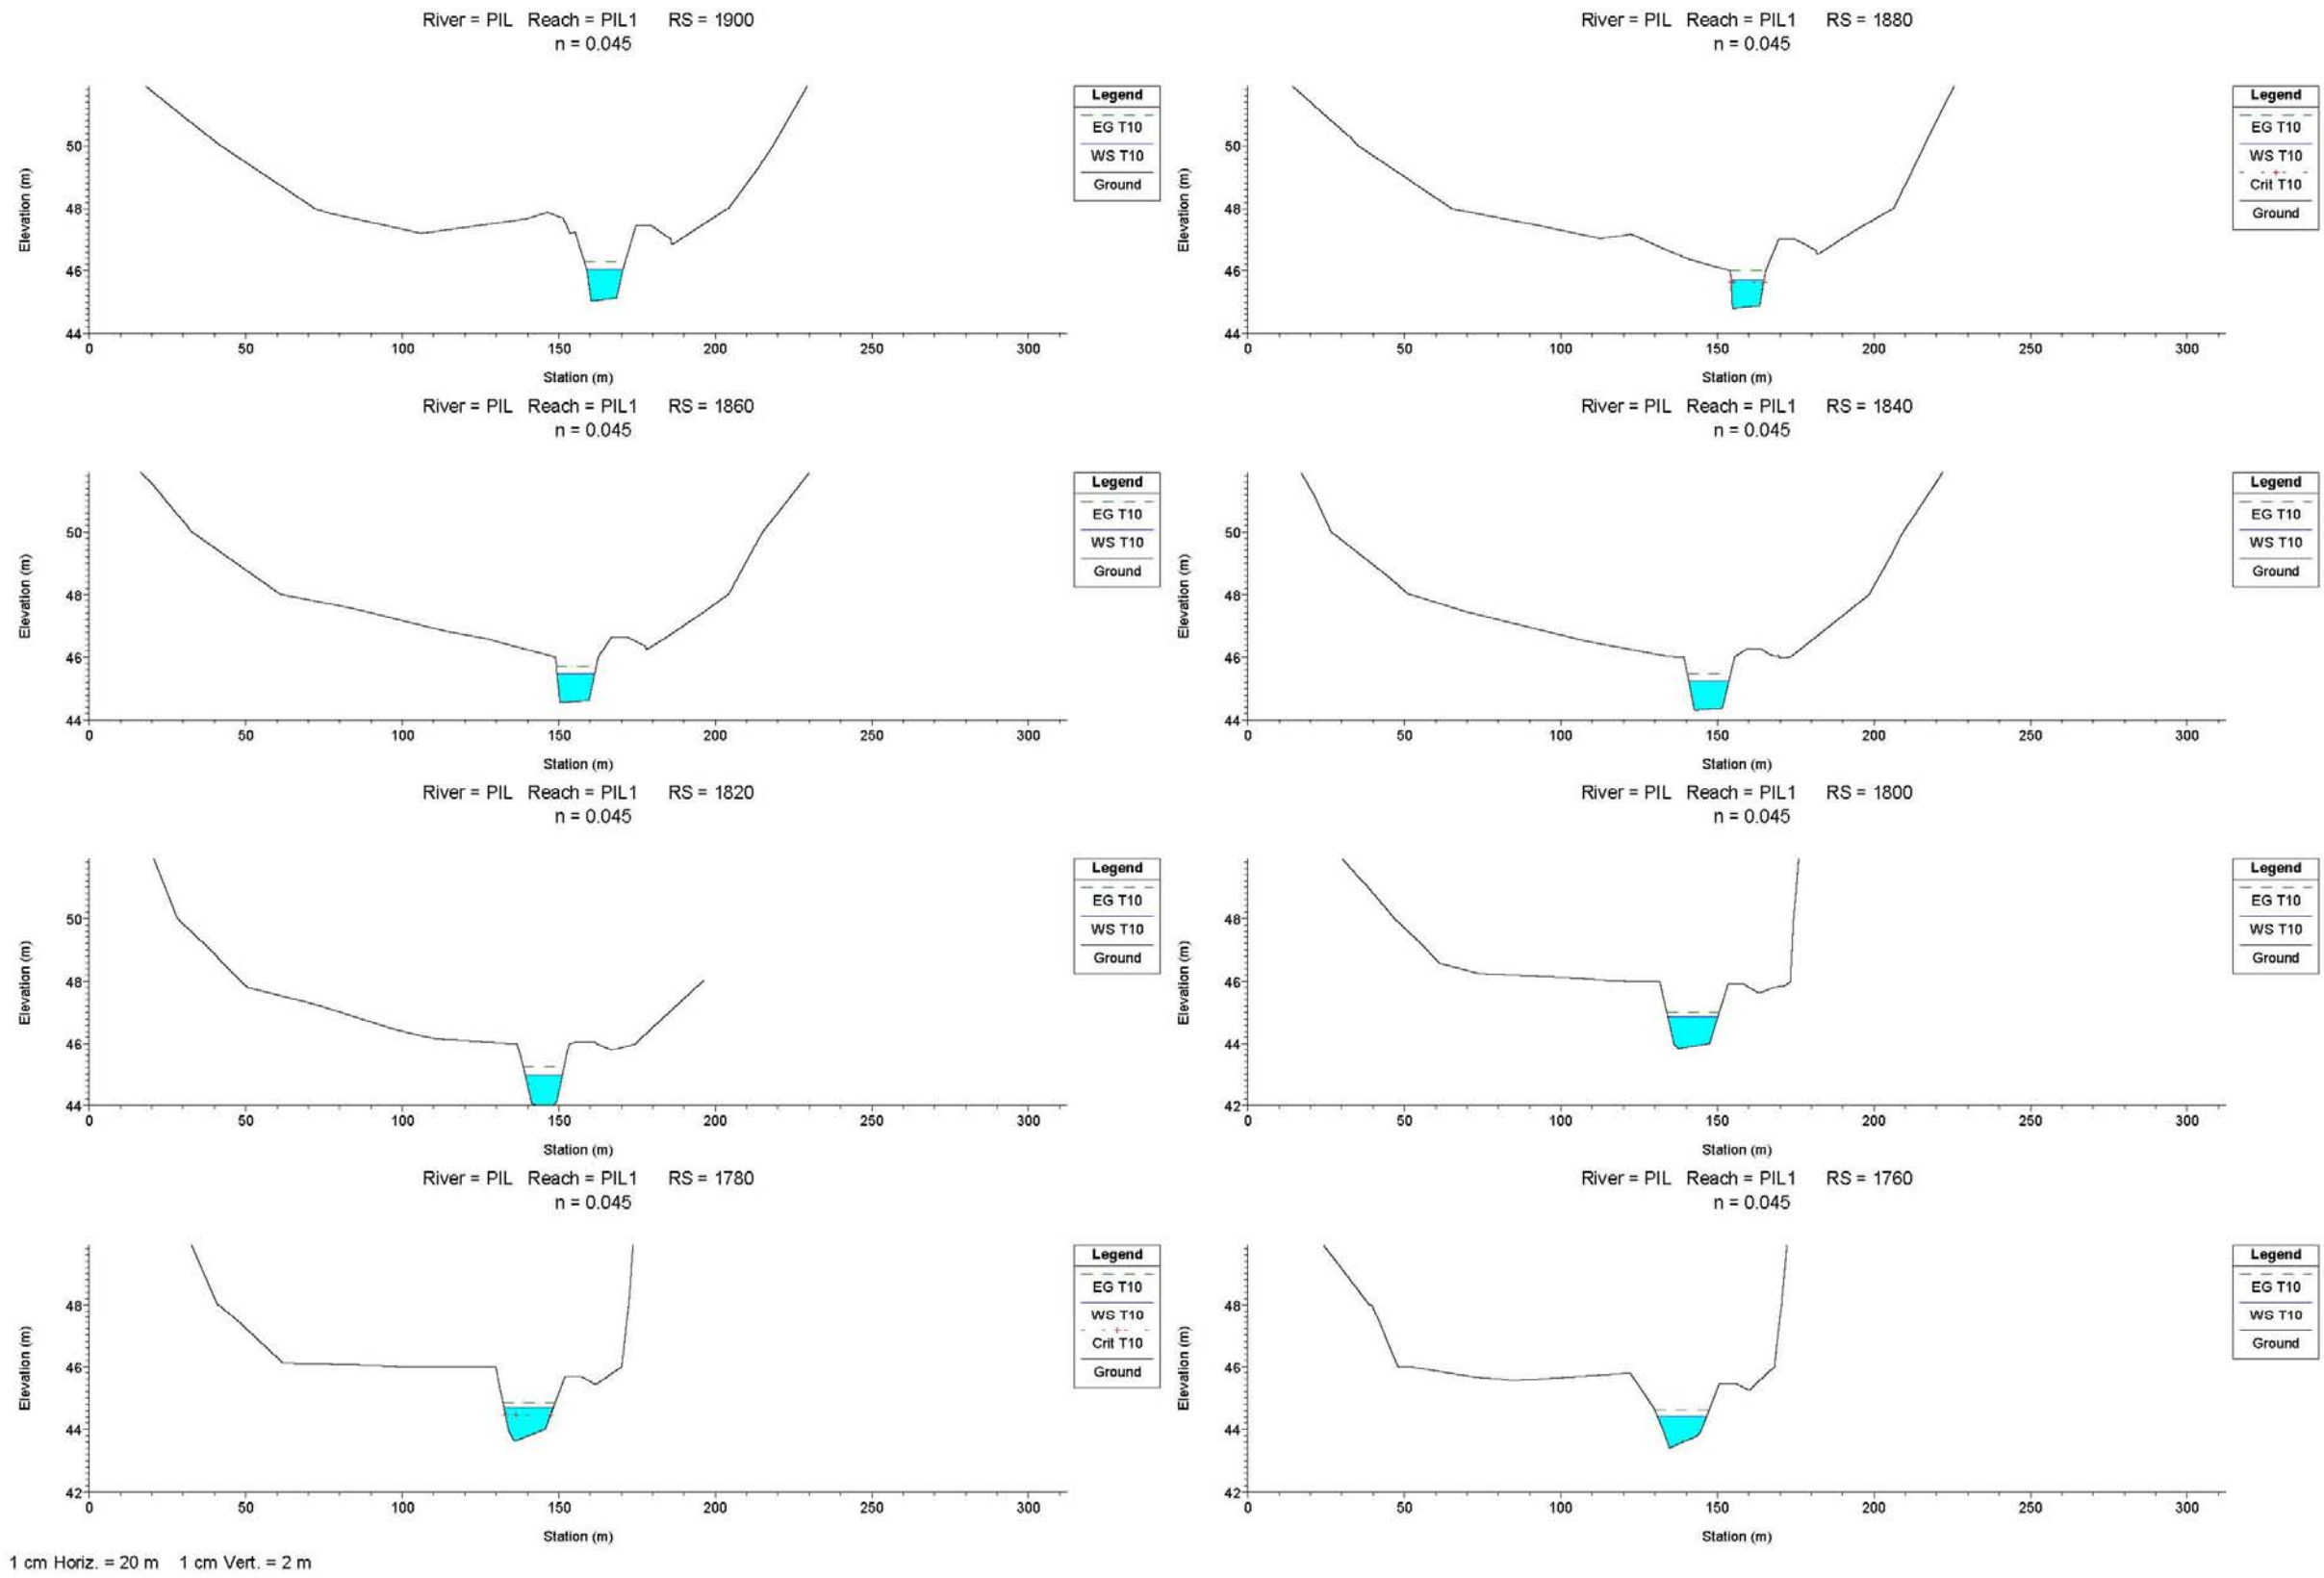 River = PIL Reach = PIL1 RS = 1900
n = 0.045
Elevation (m)
50
48
46
44
0 50 100 150 200 250 300
Station (m)
Legend
EG T10
WS T10
Ground
River = PIL Reach = PIL1 RS = 1880
n = 0.045
Elevation (m)
50
48
46
44
0 50 100 150 200 250 300
Station (m)
Legend
EG T10
WS T10
Crit T10
Ground
River = PIL Reach = PIL1 RS = 1860
n = 0.045
Elevation (m)
50
48
46
44
0 50 100 150 200 250 300
Station (m)
Legend
EG T10
WS T10
Ground
River = PIL Reach = PIL1 RS = 1840
n = 0.045
Elevation (m)
50
48
46
44
0 50 100 150 200 250 300
Station (m)
Legend
EG T10
WS T10
Ground
River = PIL Reach = PIL1 RS = 1820
n = 0.045
Elevation (m)
50
48
46
44
0 50 100 150 200 250 300
Station (m)
Legend
EG T10
WS T10
Ground
River = PIL Reach = PIL1 RS = 1800
n = 0.045
Elevation (m)
48
46
44
42
0 50 100 150 200 250 300
Station (m)
Legend
EG T10
WS T10
Ground
River = PIL Reach = PIL1 RS = 1780
n = 0.045
Elevation (m)
48
46
44
42
0 50 100 150 200 250 300
Station (m)
Legend
EG T10
WS T10
Crit T10
Ground
River = PIL Reach = PIL1 RS = 1760
n = 0.045
Elevation (m)
48
46
44
42
0 50 100 150 200 250 300
Station (m)
Legend
EG T10
WS T10
Ground
1 cm Horiz. = 20 m 1 cm Vert. = 2 m